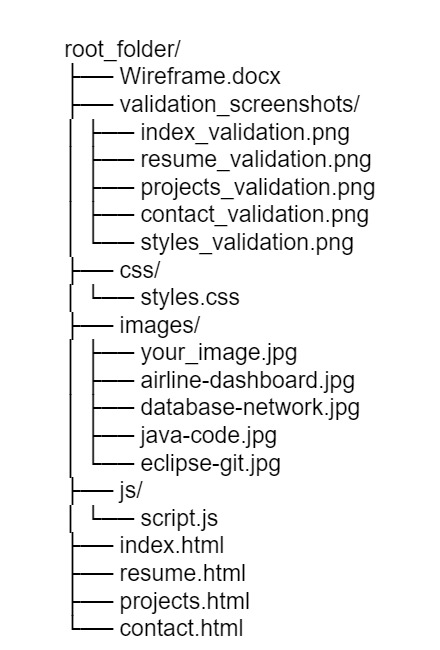 root_folder/
├── Wireframe.docx
├── validation_screenshots/
│ ├── index_validation.png
│ ├── resume_validation.png
│ ├── projects_validation.png
│ ├── contact_validation.png
│ └── styles_validation.png
├── css/
│ └── styles.css
├── images/
│ ├── your_image.jpg
│ ├── airline-dashboard.jpg
│ ├── database-network.jpg
│ ├── java-code.jpg
│ └── eclipse-git.jpg
├── js/
│ └── script.js
├── index.html
├── resume.html
├── projects.html
└── contact.html